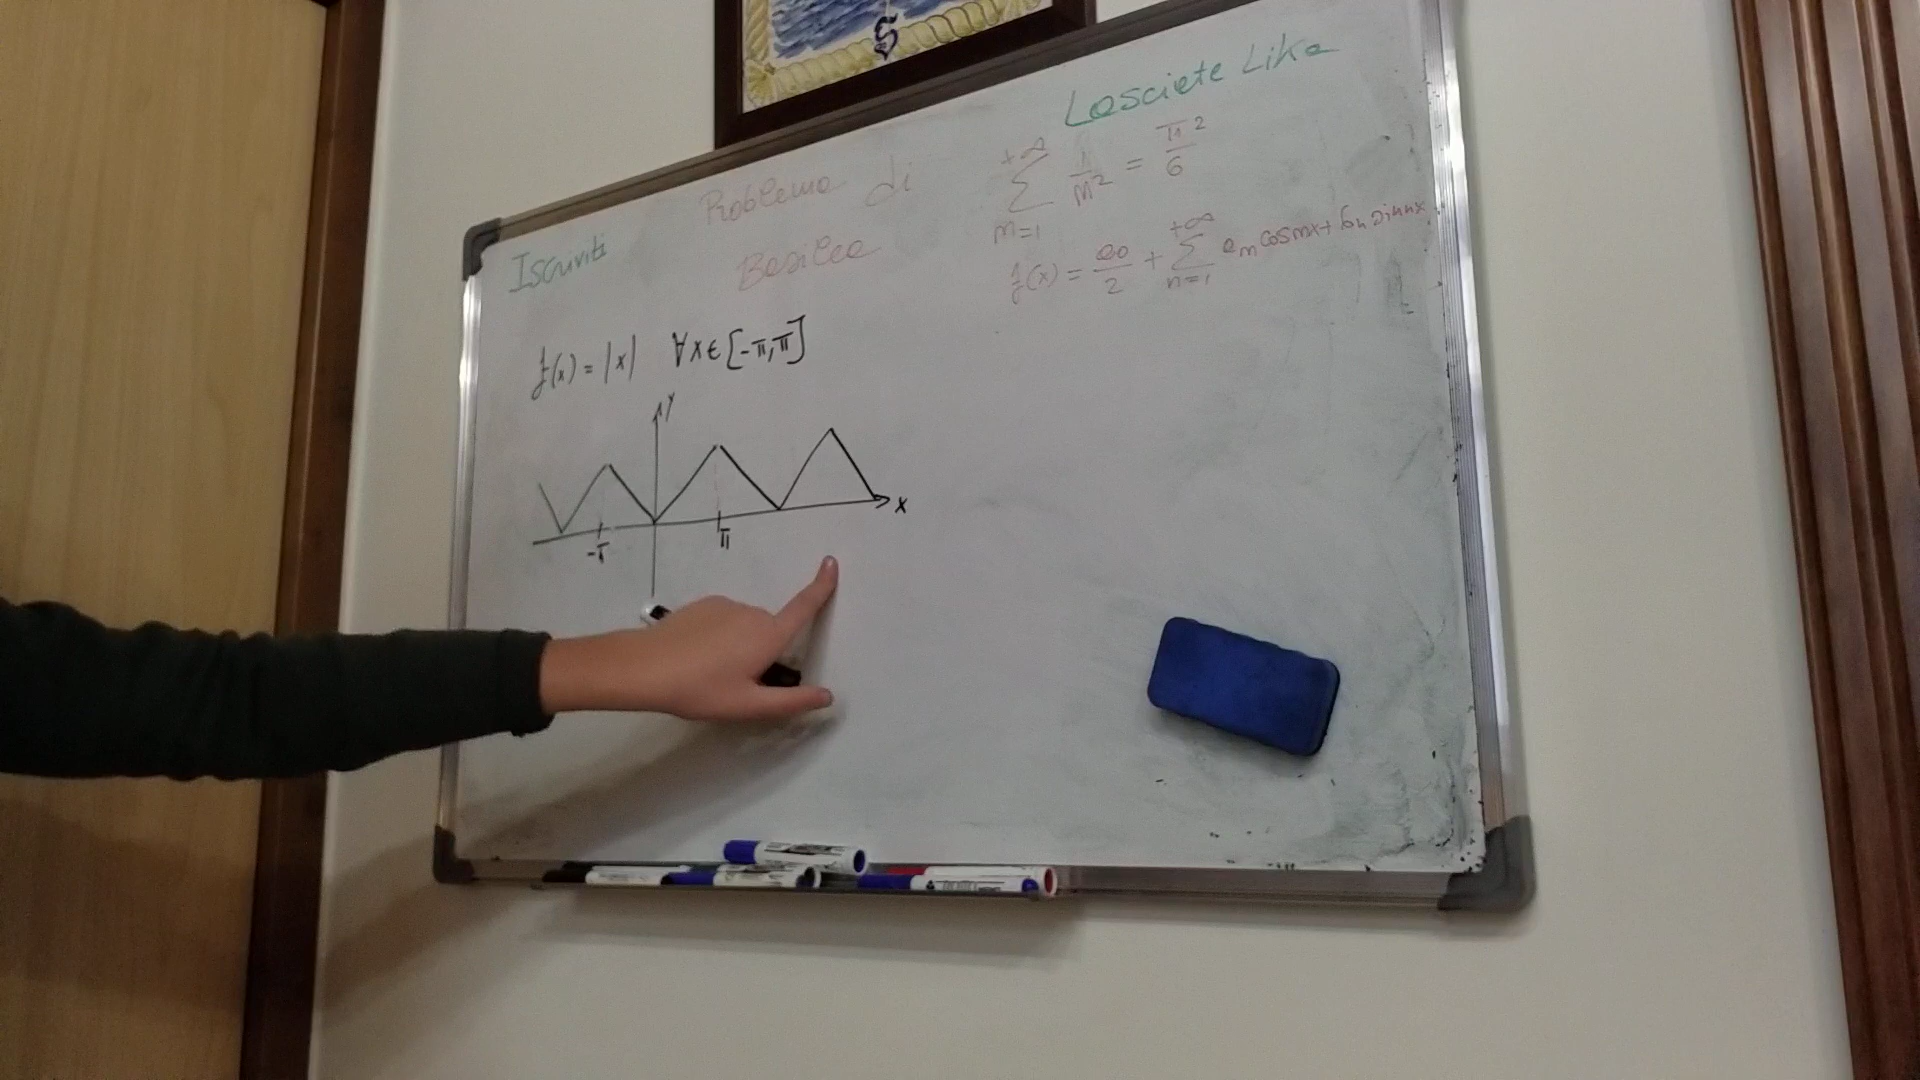 S
Lasciate Like
Problema di
Basilea
Iscriviti
+∞
∑ 1/m² = π²/6
m=1
f(x) = a₀/2 + ∑ aₙ cos nx + bₙ sin nx
+∞
n=1
f(x) = |x| ∀x∈[-π,π]
y
x
-π
π